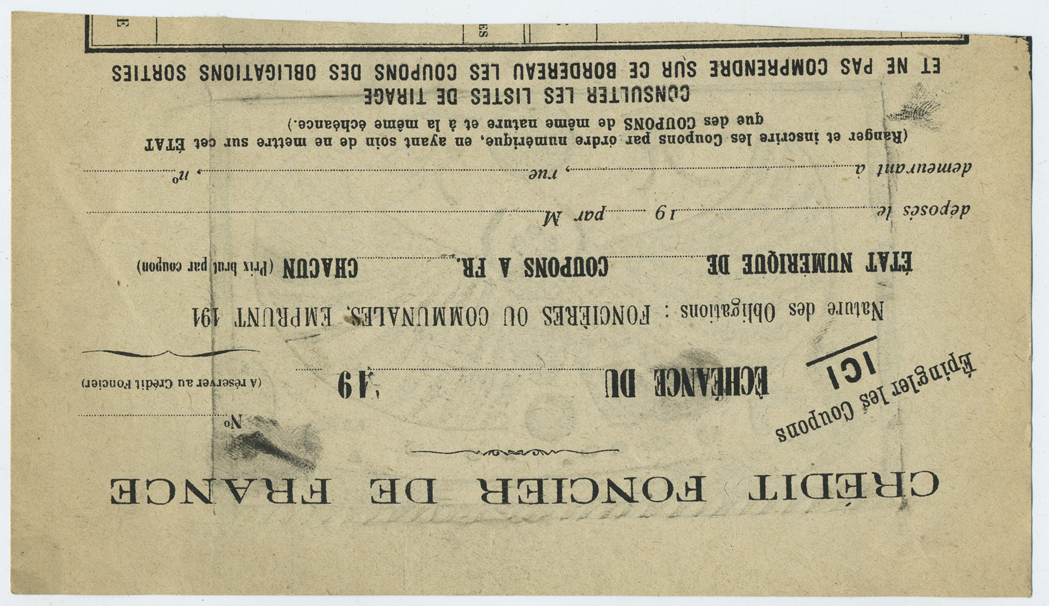 CRÉDIT FONCIER DE FRANCE
Épingler les Coupons
ICI
Nº
(A réserver au Crédit Foncier)
ÉCHÉANCE DU 19
Nature des Obligations : FONCIÈRES OU COMMUNALES, EMPRUNT 191
ÉTAT NUMÉRIQUE DE COUPONS A FR. CHACUN (Prix brut par coupon)
déposés le 19 par M
demeurant à , rue , nº
(Ranger et inscrire les Coupons par ordre numérique, en ayant soin de ne mettre sur cet ÉTAT
que des COUPONS de même nature et à la même échéance.)
CONSULTER LES LISTES DE TIRAGE
ET NE PAS COMPRENDRE SUR CE BORDEREAU LES COUPONS DES OBLIGATIONS SORTIES